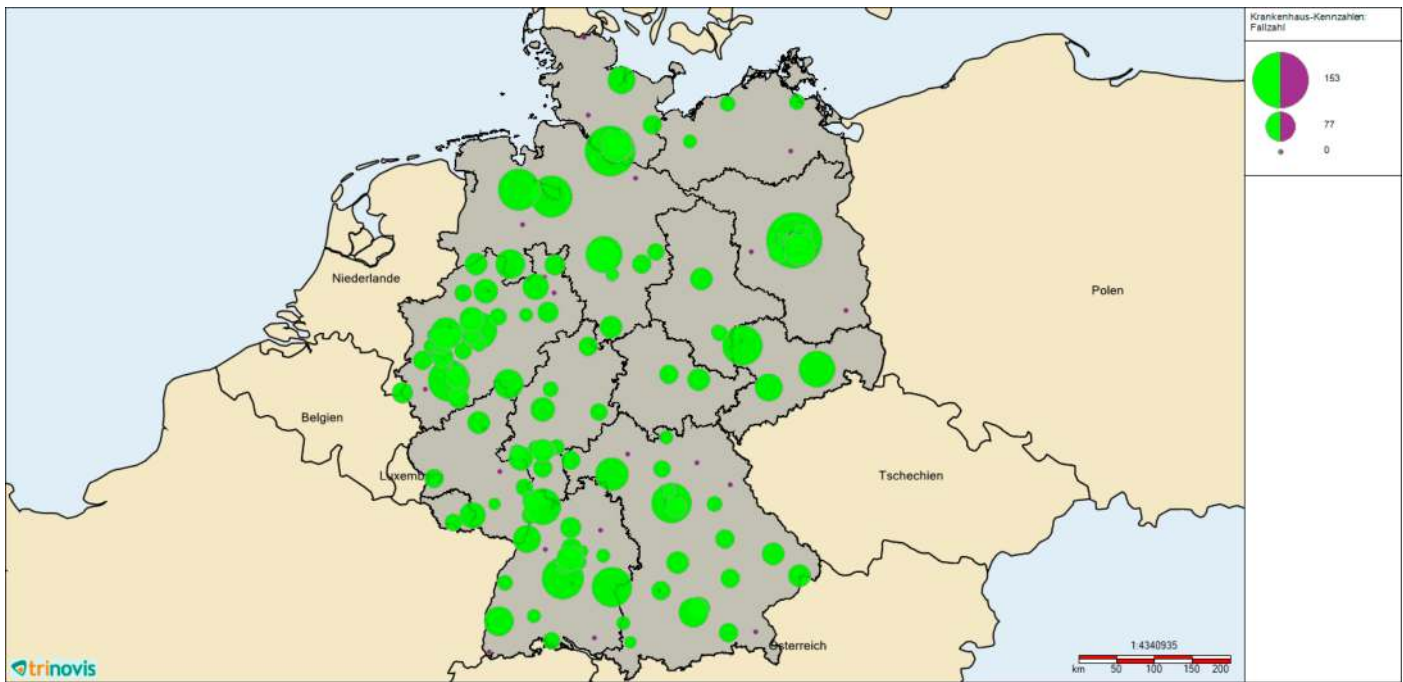 Krankenhaus-Kennzahlen:
Fallzahl
153
77
0
Niederlande
Polen
Belgien
Luxemb
Tschechien
Österreich
1:4340935
km 50 100 150 200
trinovis